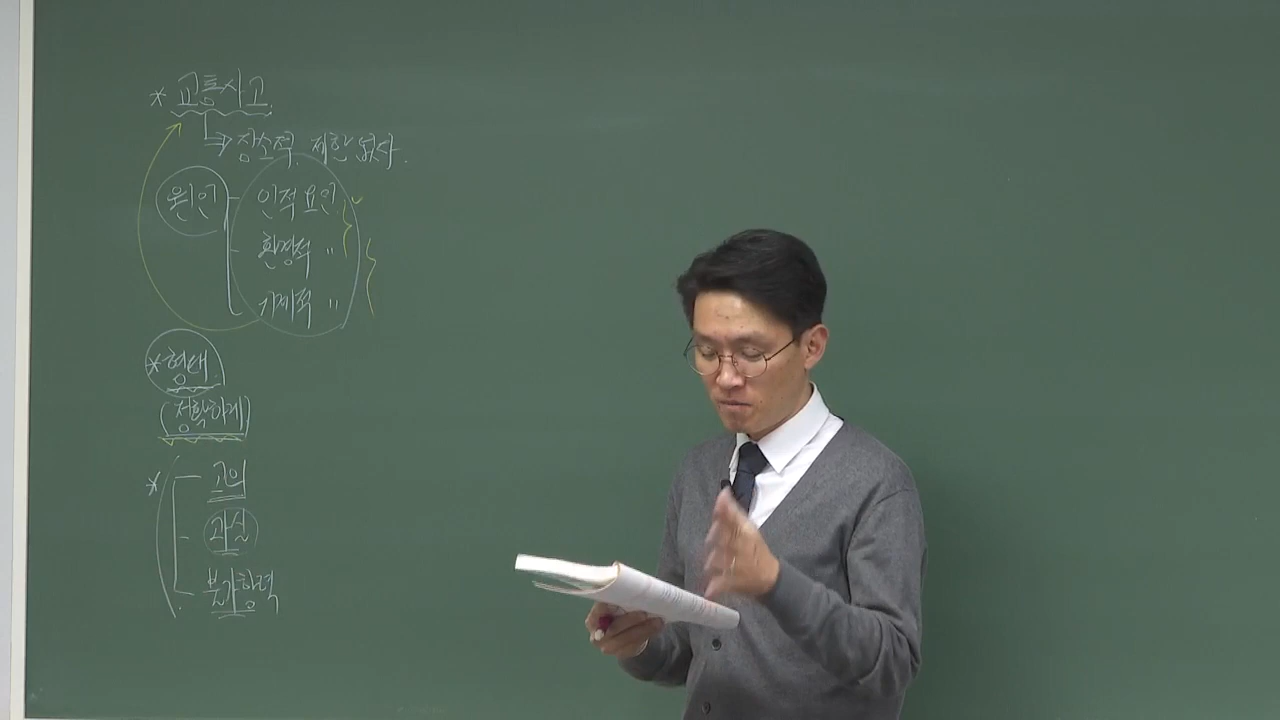 * 교통사고
⇒ 장소적 제한 없다.
원인 - 인적 요인
- 환경적 "
기계적 "
* 형태
(정확하게)
* - 고의
- 과실
- 불가항력